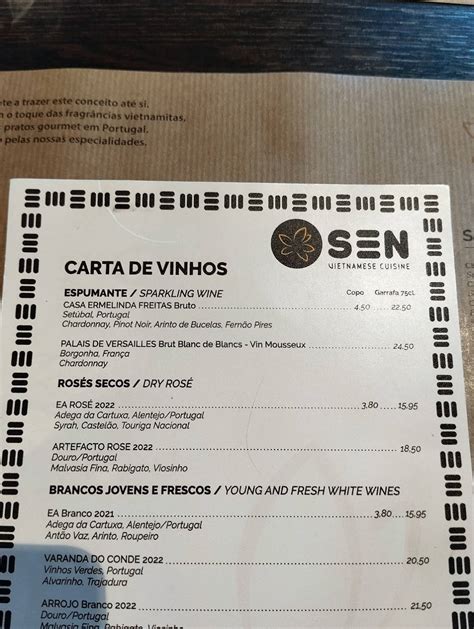 te a trazer este conceito até si,
o toque das fragrâncias vietnamitas,
pratos gourmet em Portugal,
pelas nossas especialidades.
SEN
VIETNAMESE CUISINE
CARTA DE VINHOS
ESPUMANTE / SPARKLING WINE Copo Garrafa 75cl.
CASA ERMELINDA FREITAS Bruto 4.50 22.50
Setúbal, Portugal
Chardonnay, Pinot Noir, Arinto de Bucelas, Fernão Pires
PALAIS DE VERSAILLES Brut Blanc de Blancs - Vin Mousseux 24.50
Borgonha, França
Chardonnay
ROSÉS SECOS / DRY ROSÉ
EA ROSÉ 2022 3.80 15.95
Adega da Cartuxa, Alentejo/Portugal
Syrah, Castelão, Touriga Nacional
ARTEFACTO ROSE 2022 18.50
Douro/Portugal
Malvasia Fina, Rabigato, Viosinho
BRANCOS JOVENS E FRESCOS / YOUNG AND FRESH WHITE WINES
EA Branco 2021 3.80 15.95
Adega da Cartuxa, Alentejo/Portugal
Antão Vaz, Arinto, Roupeiro
VARANDA DO CONDE 2022 20.50
Vinhos Verdes, Portugal
Alvarinho, Trajadura
ARROJO Branco 2022 21.50
Douro/Portugal
Malvasia Fina, Rabigato, Viosinho